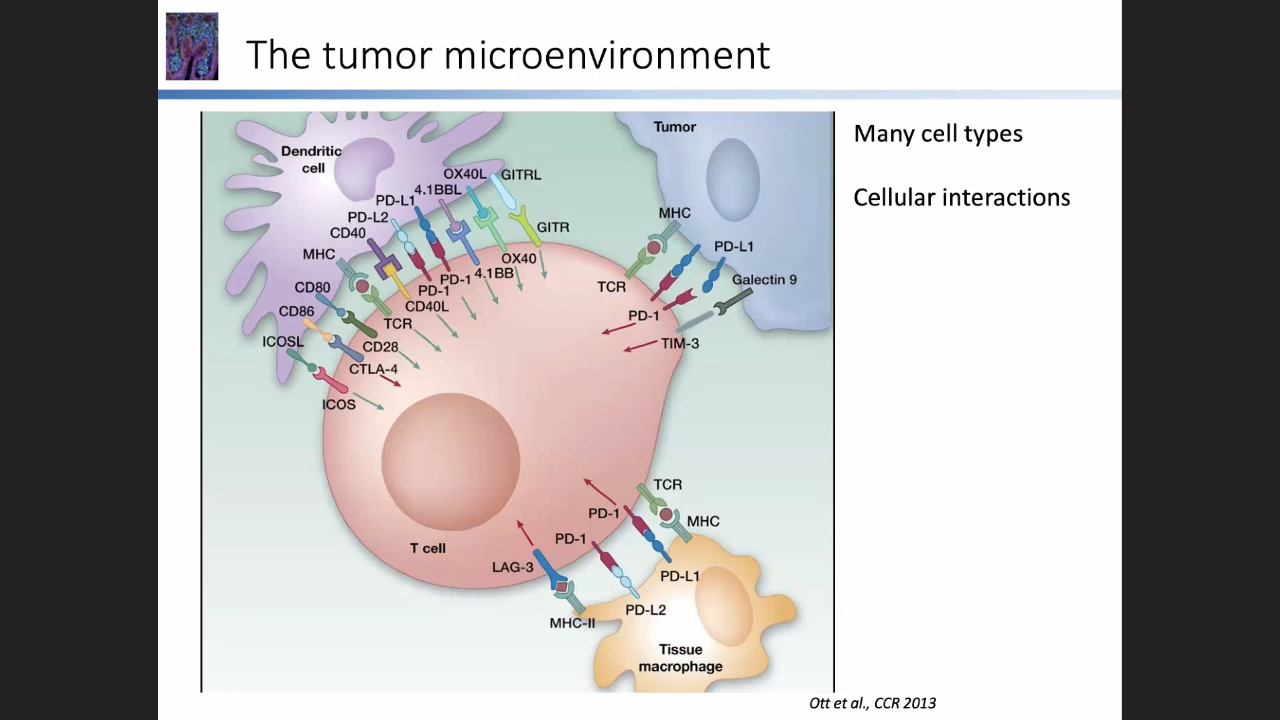 The tumor microenvironment
Many cell types
Cellular interactions
Dendritic
cell
OX40L
GITRL
4.1BBL
PD-L1
PD-L2
CD40
MHC
CD80
CD86
ICOSL
GITR
OX40
4.1BB
PD-1
PD-1
CD40L
TCR
CD28
CTLA-4
ICOS
Tumor
MHC
PD-L1
Galectin 9
TCR
PD-1
TIM-3
T cell
TCR
PD-1
MHC
PD-1
LAG-3
PD-L1
PD-L2
MHC-II
Tissue
macrophage
Ott et al., CCR 2013